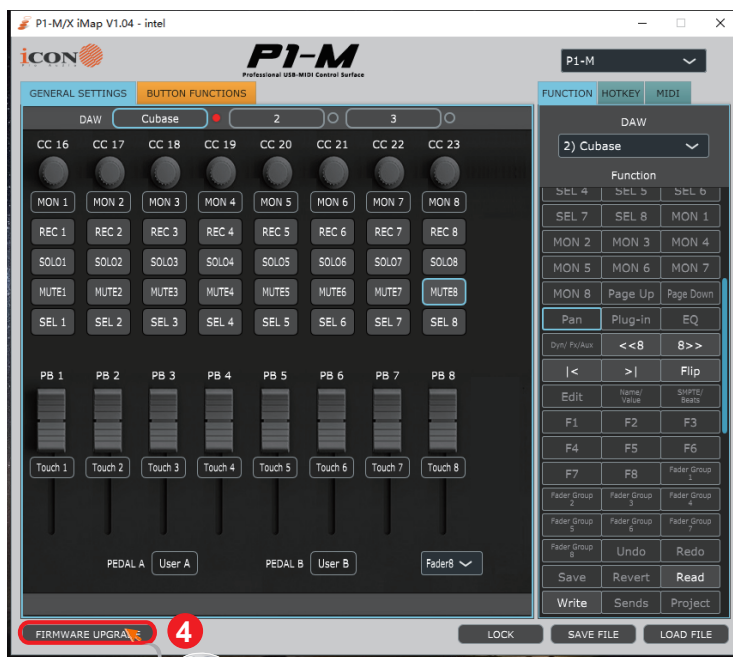 P1-M/X iMap V1.04 - intel
icon
P1-M
Professional USB-MIDI Control Surface
P1-M
GENERAL SETTINGS BUTTON FUNCTIONS
FUNCTION HOTKEY MIDI
DAW Cubase 2 3
CC 16 CC 17 CC 18 CC 19 CC 20 CC 21 CC 22 CC 23
MON 1 MON 2 MON 3 MON 4 MON 5 MON 6 MON 7 MON 8
REC 1 REC 2 REC 3 REC 4 REC 5 REC 6 REC 7 REC 8
SOLO1 SOLO2 SOLO3 SOLO4 SOLO5 SOLO6 SOLO7 SOLO8
MUTE1 MUTE2 MUTE3 MUTE4 MUTE5 MUTE6 MUTE7 MUTE8
SEL 1 SEL 2 SEL 3 SEL 4 SEL 5 SEL 6 SEL 7 SEL 8
PB 1 PB 2 PB 3 PB 4 PB 5 PB 6 PB 7 PB 8
Touch 1 Touch 2 Touch 3 Touch 4 Touch 5 Touch 6 Touch 7 Touch 8
PEDAL A User A PEDAL B User B Fader8
DAW
2) Cubase
Function
SEL 4 SEL 5 SEL 6
SEL 7 SEL 8 MON 1
MON 2 MON 3 MON 4
MON 5 MON 6 MON 7
MON 8 Page Up Page Down
Pan Plug-in EQ
Dyn/ Fx/Aux <<8 8>>
|< >| Flip
Edit Name/ Value SMPTE/ Beats
F1 F2 F3
F4 F5 F6
F7 F8 Fader Group 1
Fader Group 2 Fader Group 3 Fader Group 4
Fader Group 5 Fader Group 6 Fader Group 7
Fader Group 8 Undo Redo
Save Revert Read
Write Sends Project
FIRMWARE UPGRADE 4 LOCK SAVE FILE LOAD FILE